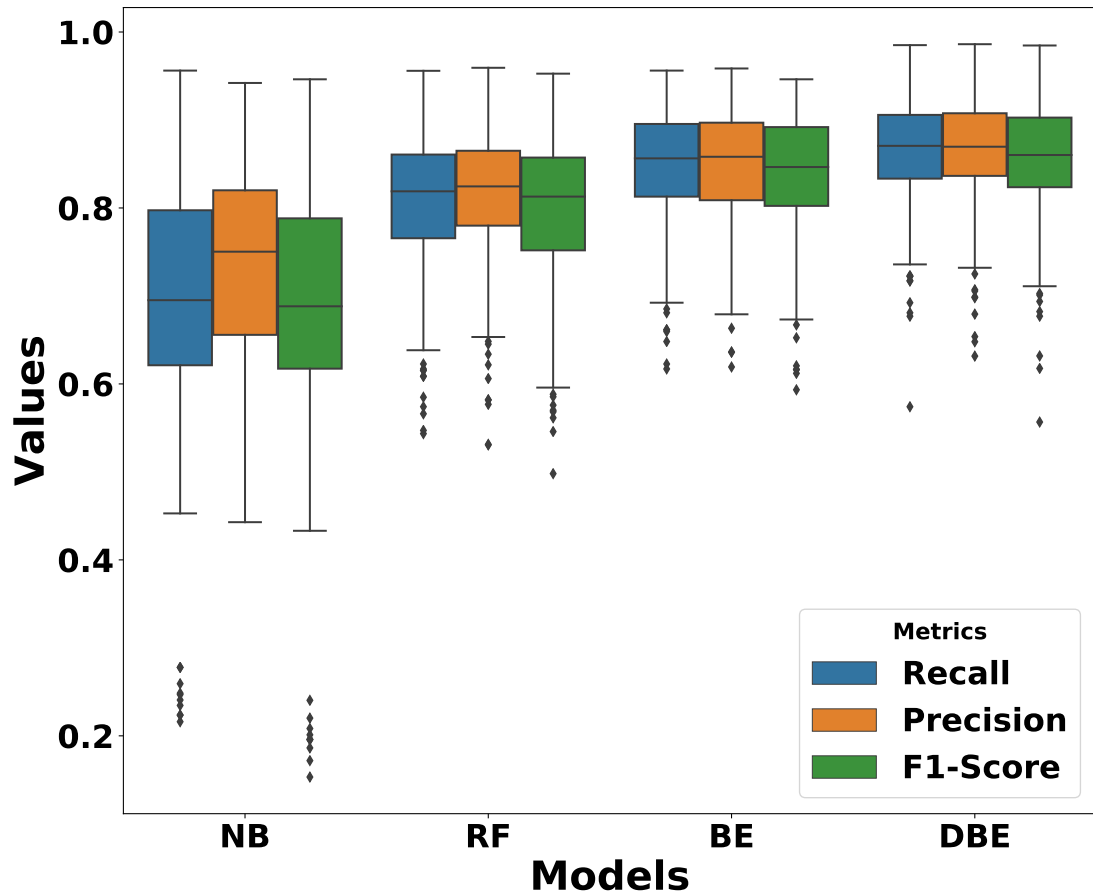 1.0
0.8
0.6
0.4
0.2
Values
NB RF BE DBE
Models
Metrics
Recall
Precision
F1-Score